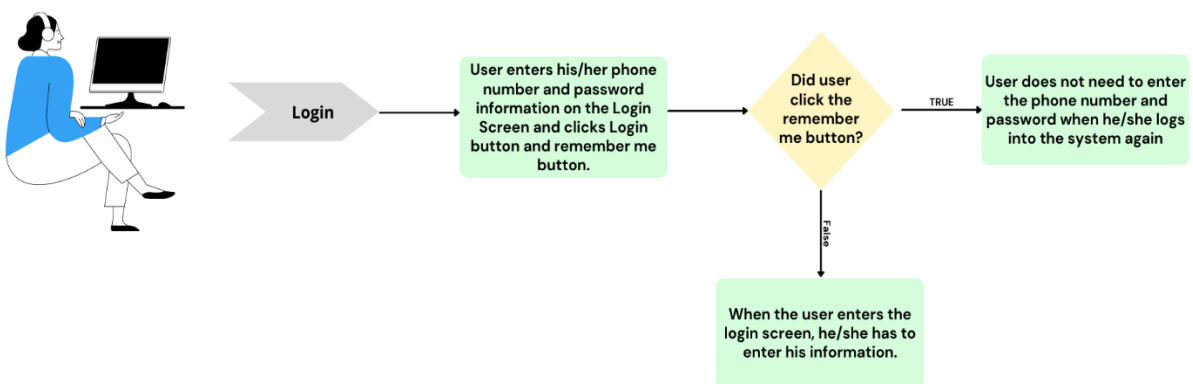 Login
User enters his/her phone
number and password
information on the Login
Screen and clicks Login
button and remember me
button.
Did user
click the
remember
me button?
TRUE
User does not need to enter
the phone number and
password when he/she logs
into the system again
False
When the user enters the
login screen, he/she has to
enter his information.